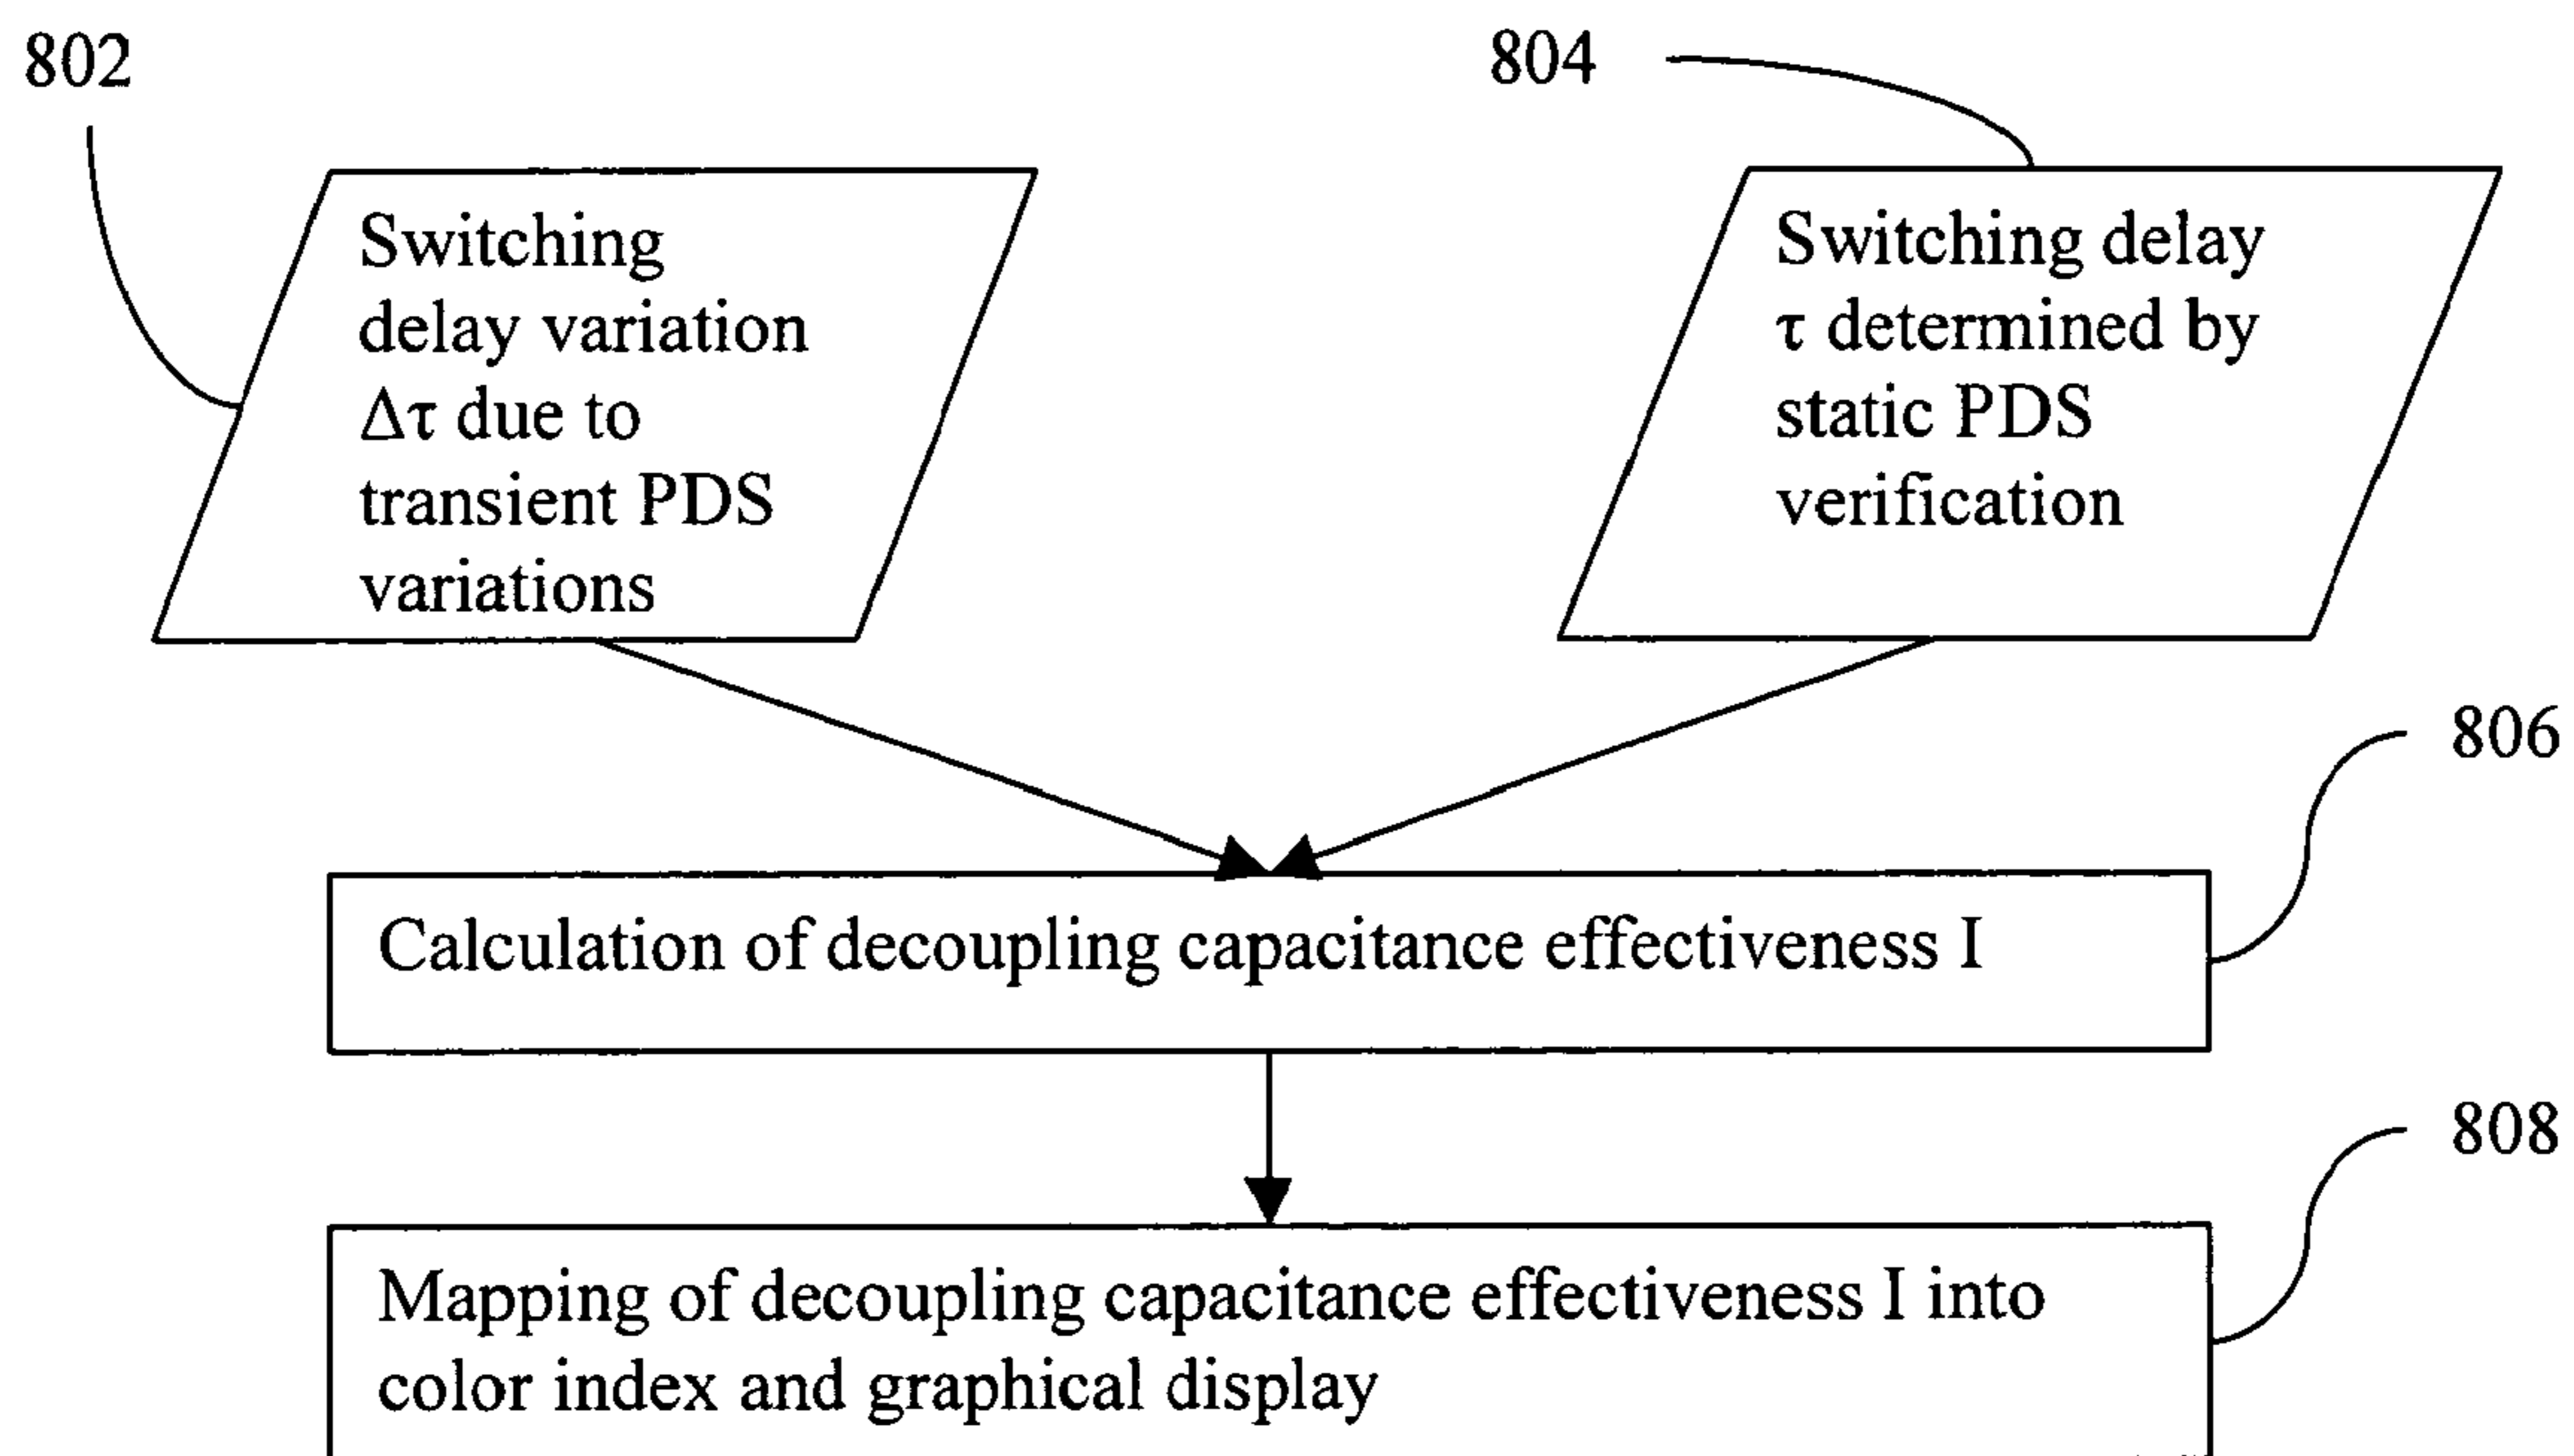 802
804
Switching
delay variation
Δτ due to
transient PDS
variations
Switching delay
τ determined by
static PDS
verification
806
Calculation of decoupling capacitance effectiveness I
808
Mapping of decoupling capacitance effectiveness I into
color index and graphical display